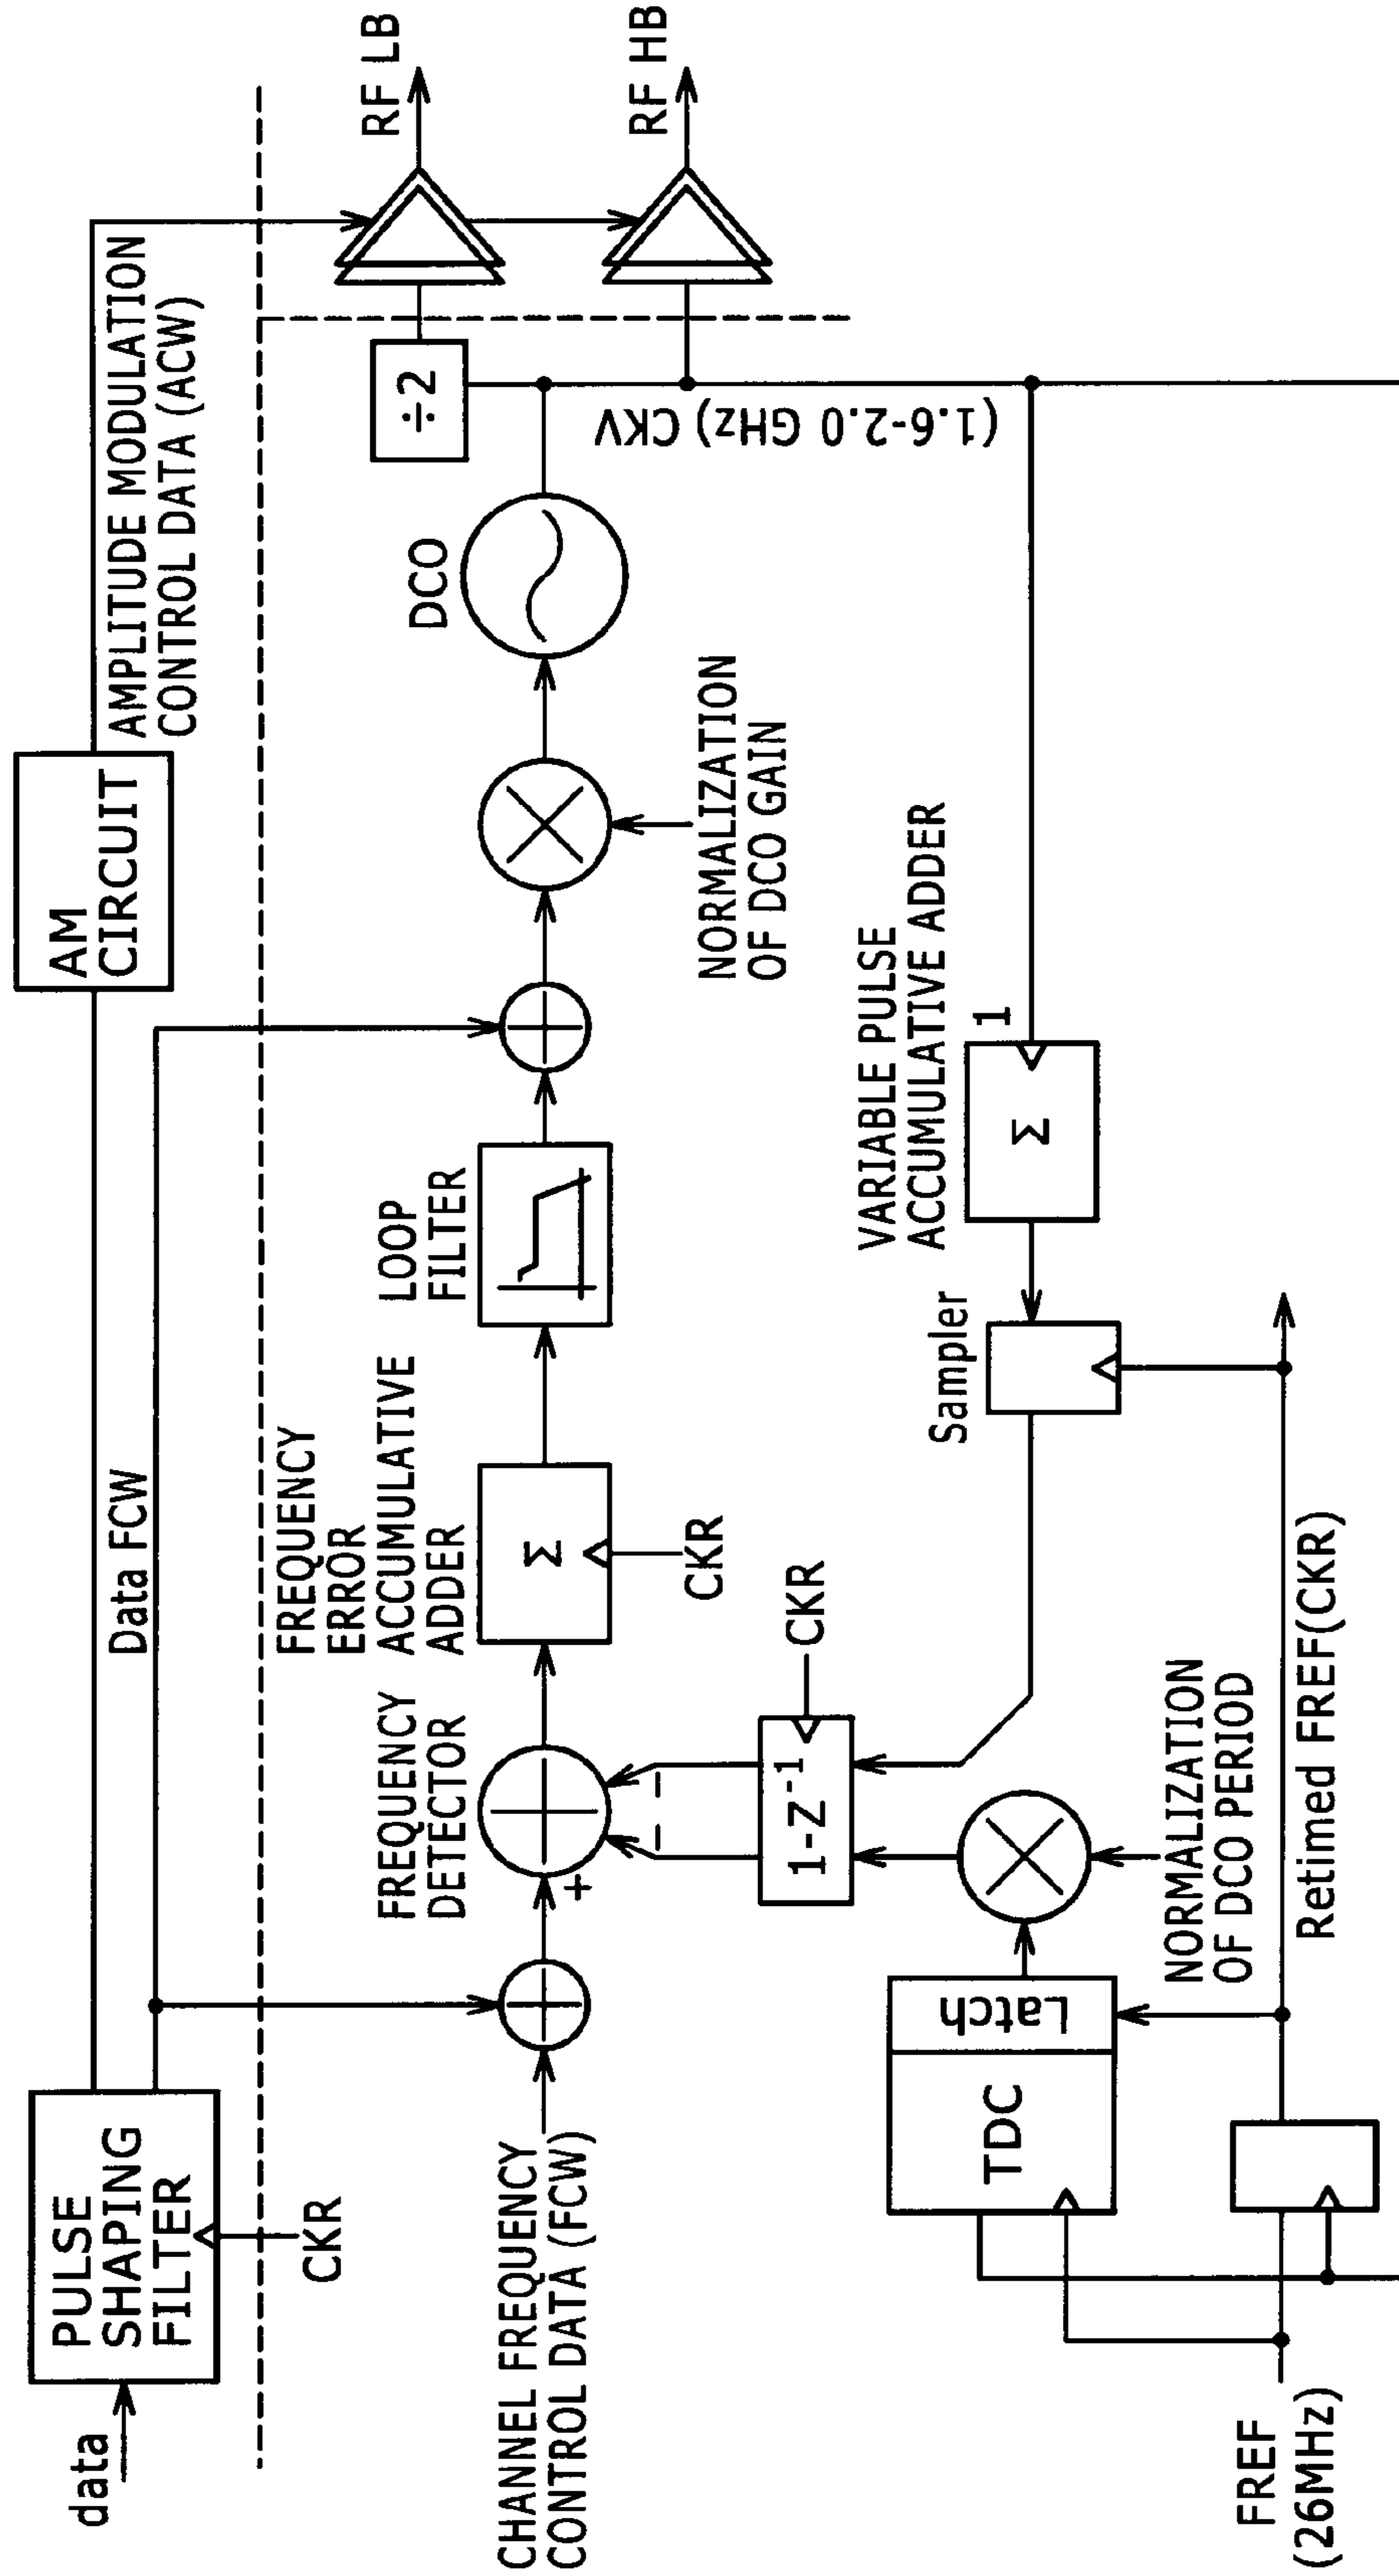 data
PULSE
SHAPING
FILTER
CKR
Data FCW
AM
CIRCUIT
AMPLITUDE MODULATION
CONTROL DATA (ACW)
RF LB
RF HB
CHANNEL FREQUENCY
CONTROL DATA (FCW)
+
FREQUENCY
DETECTOR
FREQUENCY
ERROR
ACCUMULATIVE
ADDER
Σ
CKR
LOOP
FILTER
NORMALIZATION
OF DCO GAIN
DCO
÷2
(1.6-2.0 GHz) CKV
− −
1-Z⁻¹
CKR
VARIABLE PULSE
ACCUMULATIVE ADDER
Σ
1
Sampler
TDC
Latch
NORMALIZATION
OF DCO PERIOD
Retimed FREF(CKR)
FREF
(26MHz)